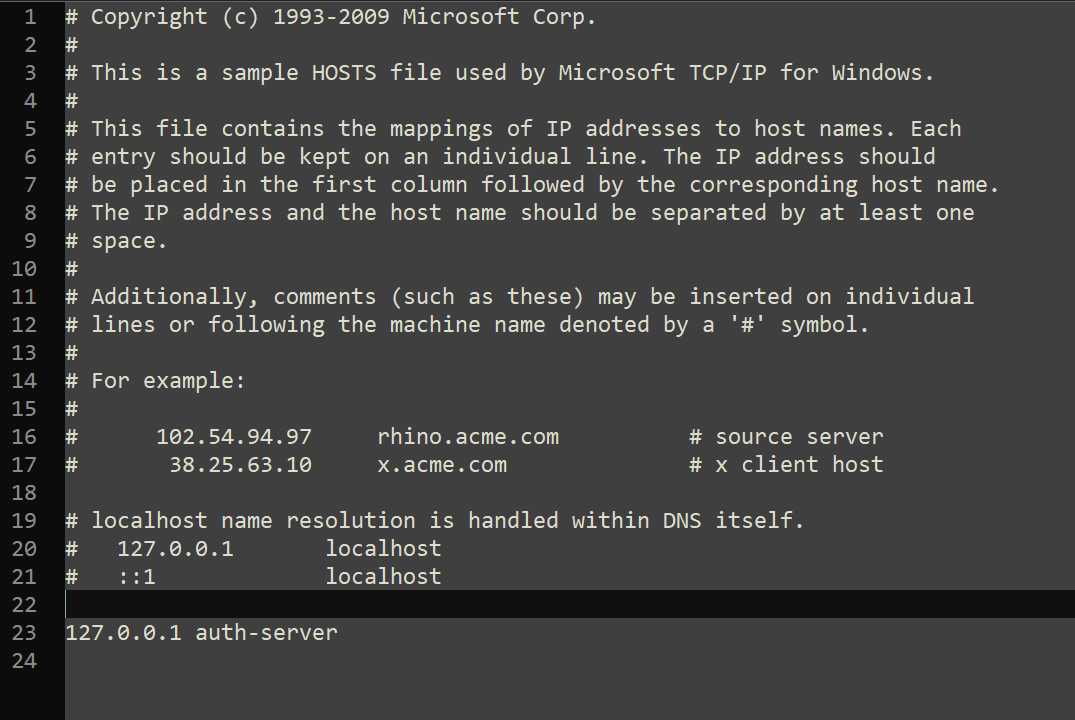 1 # Copyright (c) 1993-2009 Microsoft Corp.
2 #
3 # This is a sample HOSTS file used by Microsoft TCP/IP for Windows.
4 #
5 # This file contains the mappings of IP addresses to host names. Each
6 # entry should be kept on an individual line. The IP address should
7 # be placed in the first column followed by the corresponding host name.
8 # The IP address and the host name should be separated by at least one
9 # space.
10 #
11 # Additionally, comments (such as these) may be inserted on individual
12 # lines or following the machine name denoted by a '#' symbol.
13 #
14 # For example:
15 #
16 #      102.54.94.97     rhino.acme.com          # source server
17 #       38.25.63.10     x.acme.com              # x client host
18
19 # localhost name resolution is handled within DNS itself.
20 #   127.0.0.1       localhost
21 #   ::1             localhost
22
23 127.0.0.1 auth-server
24